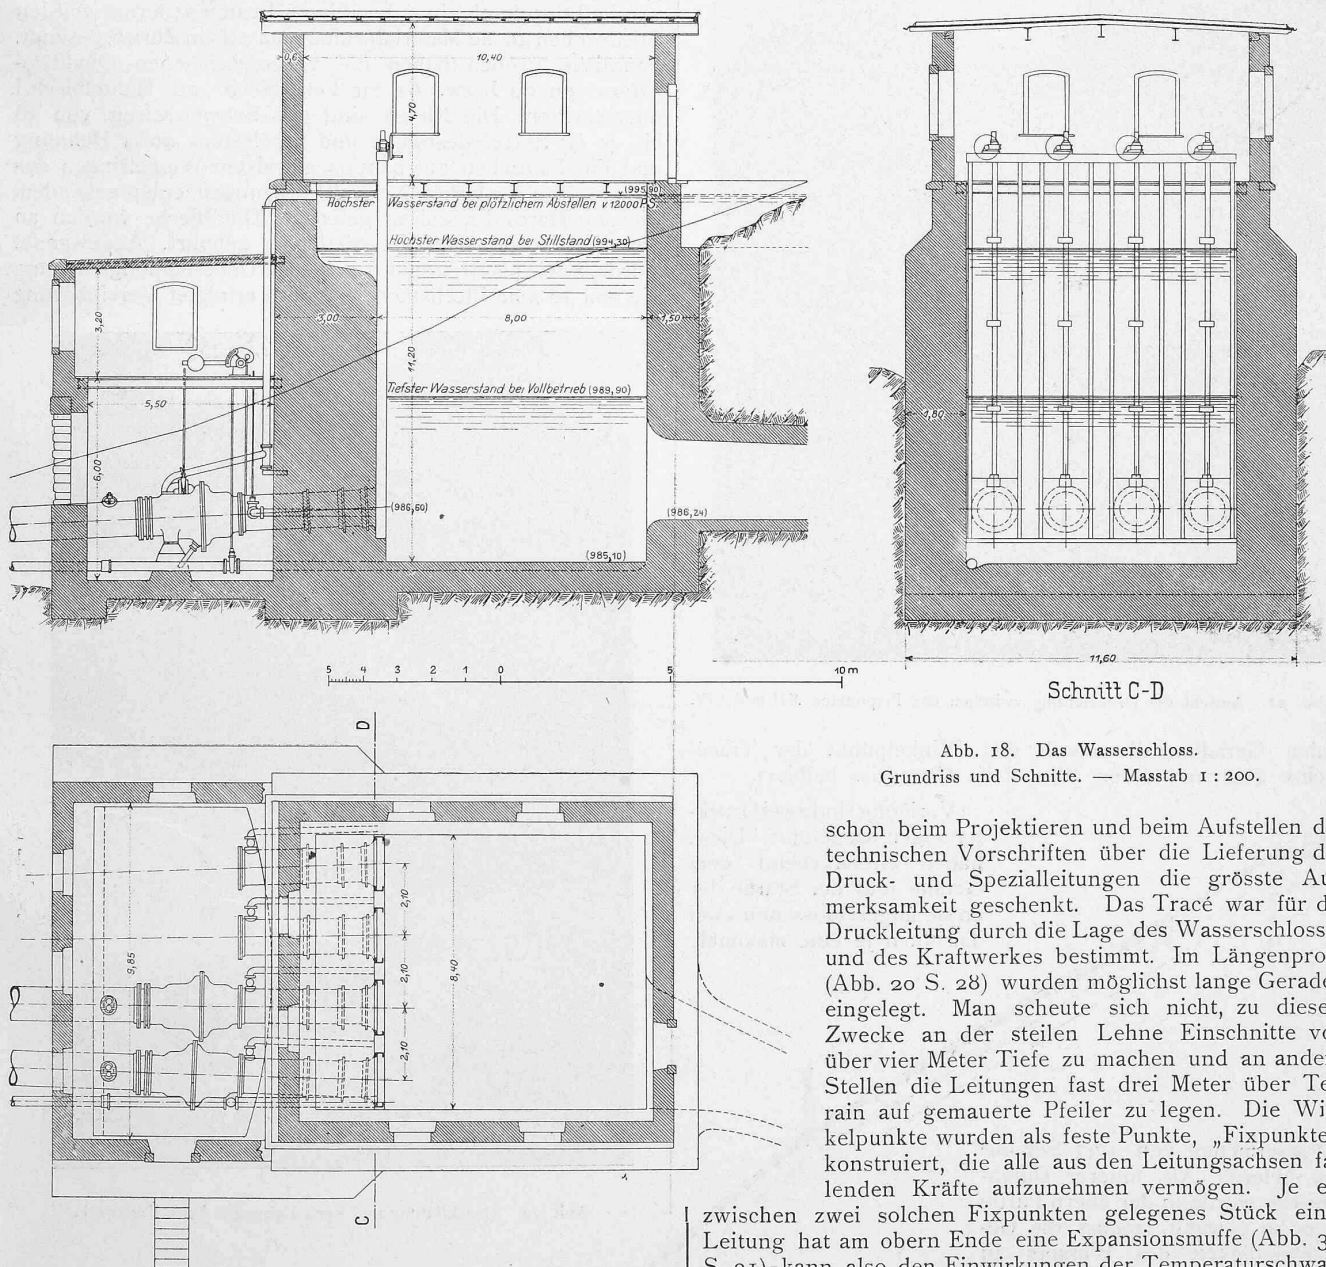 0,6
10,40
4,70
v(995,90)
Höchster Wasserstand bei plötzlichem Abstellen v 12000 P.S.
Höchster Wasserstand bei Stillstand (994,30)
3,20
3,00
8,00
1,50
11,20
Tiefster Wasserstand bei Vollbetrieb (989,90)
5,50
1,80
6,00
(986,60)
(986,24)
(985,10)
11,60
5 4 3 2 1 0 5 10 m
Schnitt C-D
D
Abb. 18. Das Wasserschloss.
Grundriss und Schnitte. — Masstab 1 : 200.
9,85
2,10
8,40
2,10
2,10
C
schon beim Projektieren und beim Aufstellen d
technischen Vorschriften über die Lieferung d
Druck- und Spezialleitungen die grösste Au
merksamkeit geschenkt. Das Tracé war für d
Druckleitung durch die Lage des Wasserschloss
und des Kraftwerkes bestimmt. Im Längenpro
(Abb. 20 S. 28) wurden möglichst lange Gerade
eingelegt. Man scheute sich nicht, zu diese
Zwecke an der steilen Lehne Einschnitte vo
über vier Meter Tiefe zu machen und an ander
Stellen die Leitungen fast drei Meter über Te
rain auf gemauerte Pfeiler zu legen. Die Wi
kelpunkte wurden als feste Punkte, „Fixpunkte
konstruiert, die alle aus den Leitungsachsen fa
lenden Kräfte aufzunehmen vermögen. Je e
zwischen zwei solchen Fixpunkten gelegenes Stück ein
Leitung hat am obern Ende eine Expansionsmuffe (Abb. 3
kann also den Einwirkungen der Temperaturschwa